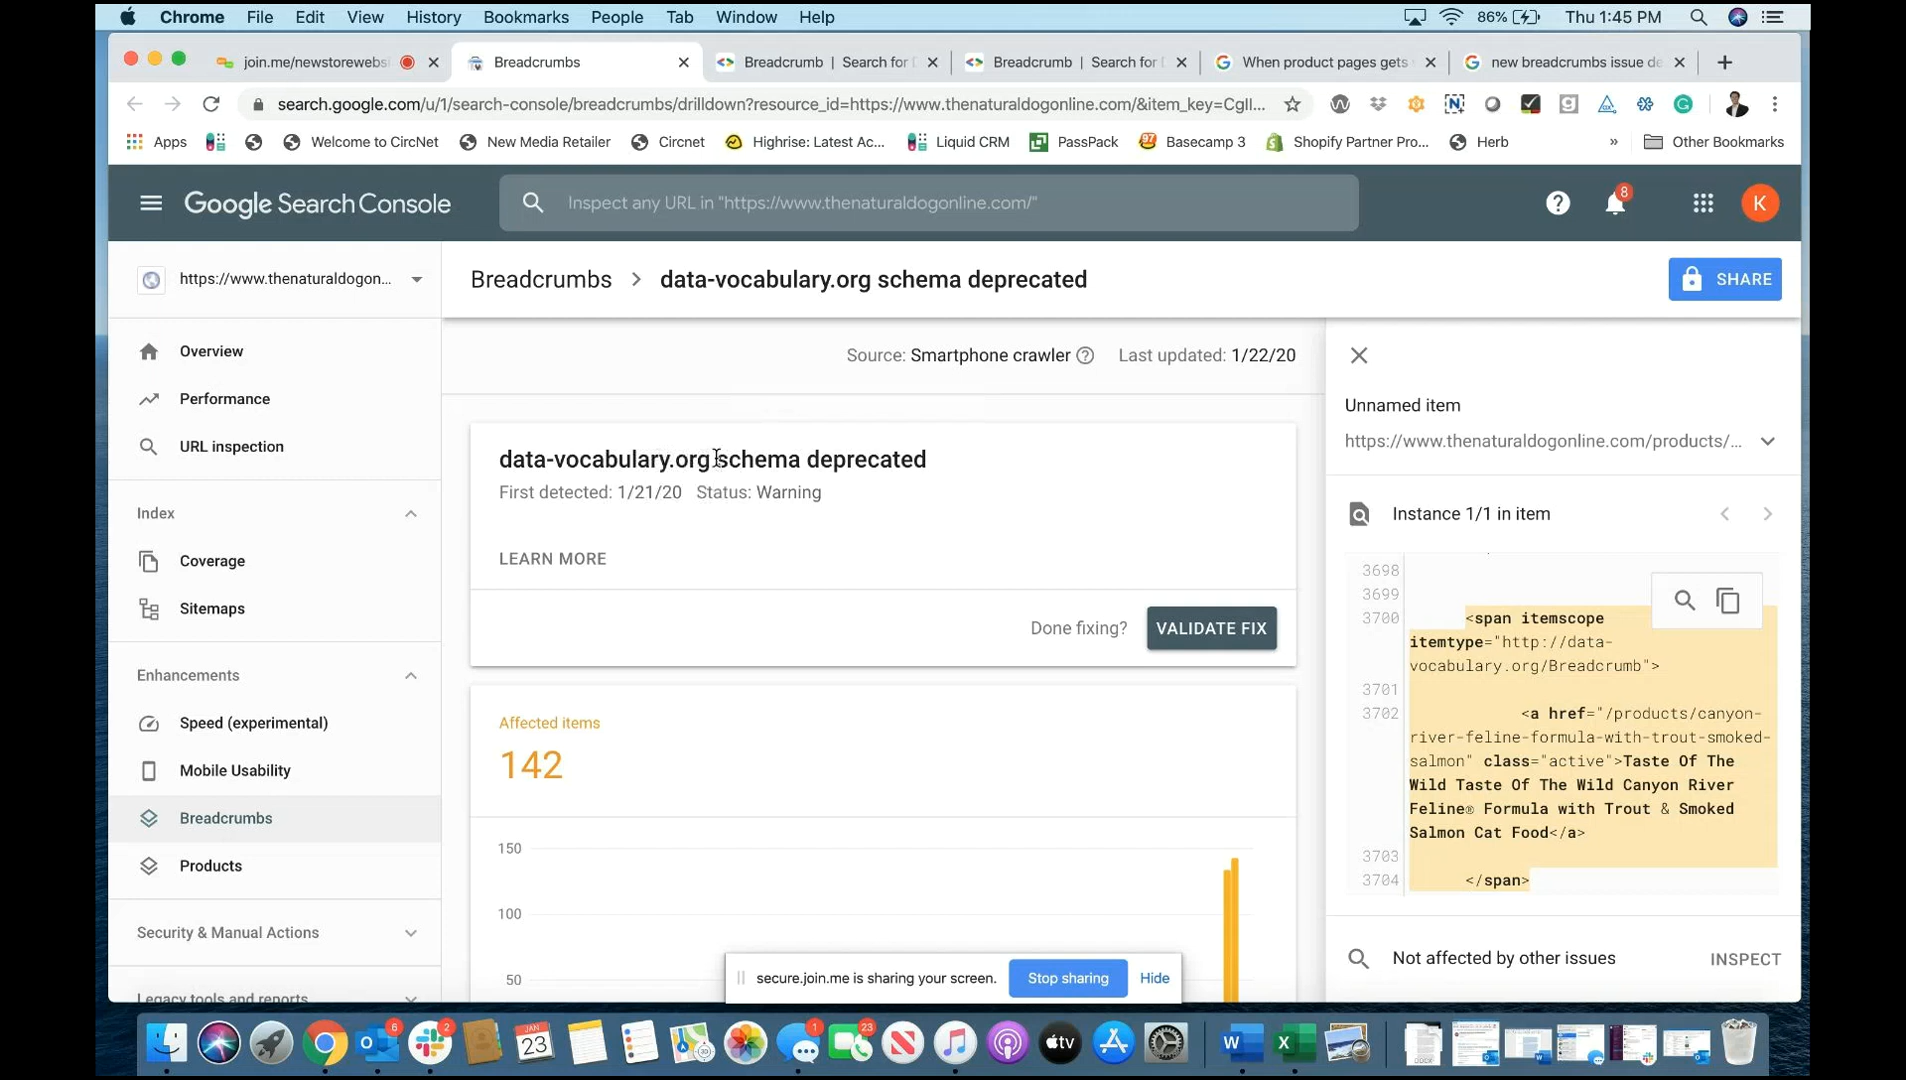 Chrome File Edit View History Bookmarks People Tab Window Help 86% Thu 1:45 PM
join.me/newstorewebs Breadcrumbs Breadcrumb | Search for Breadcrumb | Search for When product pages gets new breadcrumbs issue de
search.google.com/u/1/search-console/breadcrumbs/drilldown?resource_id=https://www.thenaturaldogonline.com/&item_key=CgII...
Apps Welcome to CircNet New Media Retailer Circnet Highrise: Latest Ac... Liquid CRM PassPack 97 Basecamp 3 Shopify Partner Pro... Herb » Other Bookmarks
Google Search Console Inspect any URL in "https://www.thenaturaldogonline.com/" 8 K
https://www.thenaturaldogon...
Breadcrumbs > data-vocabulary.org schema deprecated
SHARE
Overview
Performance
URL inspection
Index
Coverage
Sitemaps
Enhancements
Speed (experimental)
Mobile Usability
Breadcrumbs
Products
Security & Manual Actions
Legacy tools and reports
Source: Smartphone crawler Last updated: 1/22/20
data-vocabulary.org schema deprecated
First detected: 1/21/20 Status: Warning
LEARN MORE
Done fixing? VALIDATE FIX
Affected items
142
150
100
50
Unnamed item
https://www.thenaturaldogonline.com/products/...
Instance 1/1 in item
3698
3699
3700 <span itemscope
itemtype="http://data-
vocabulary.org/Breadcrumb">
3701
3702 <a href="/products/canyon-
river-feline-formula-with-trout-smoked-
salmon" class="active">Taste Of The
Wild Taste Of The Wild Canyon River
Feline® Formula with Trout & Smoked
Salmon Cat Food</a>
3703
3704 </span>
Not affected by other issues INSPECT
secure.join.me is sharing your screen. Stop sharing Hide
6 2 JAN 23 1 23 tv W X